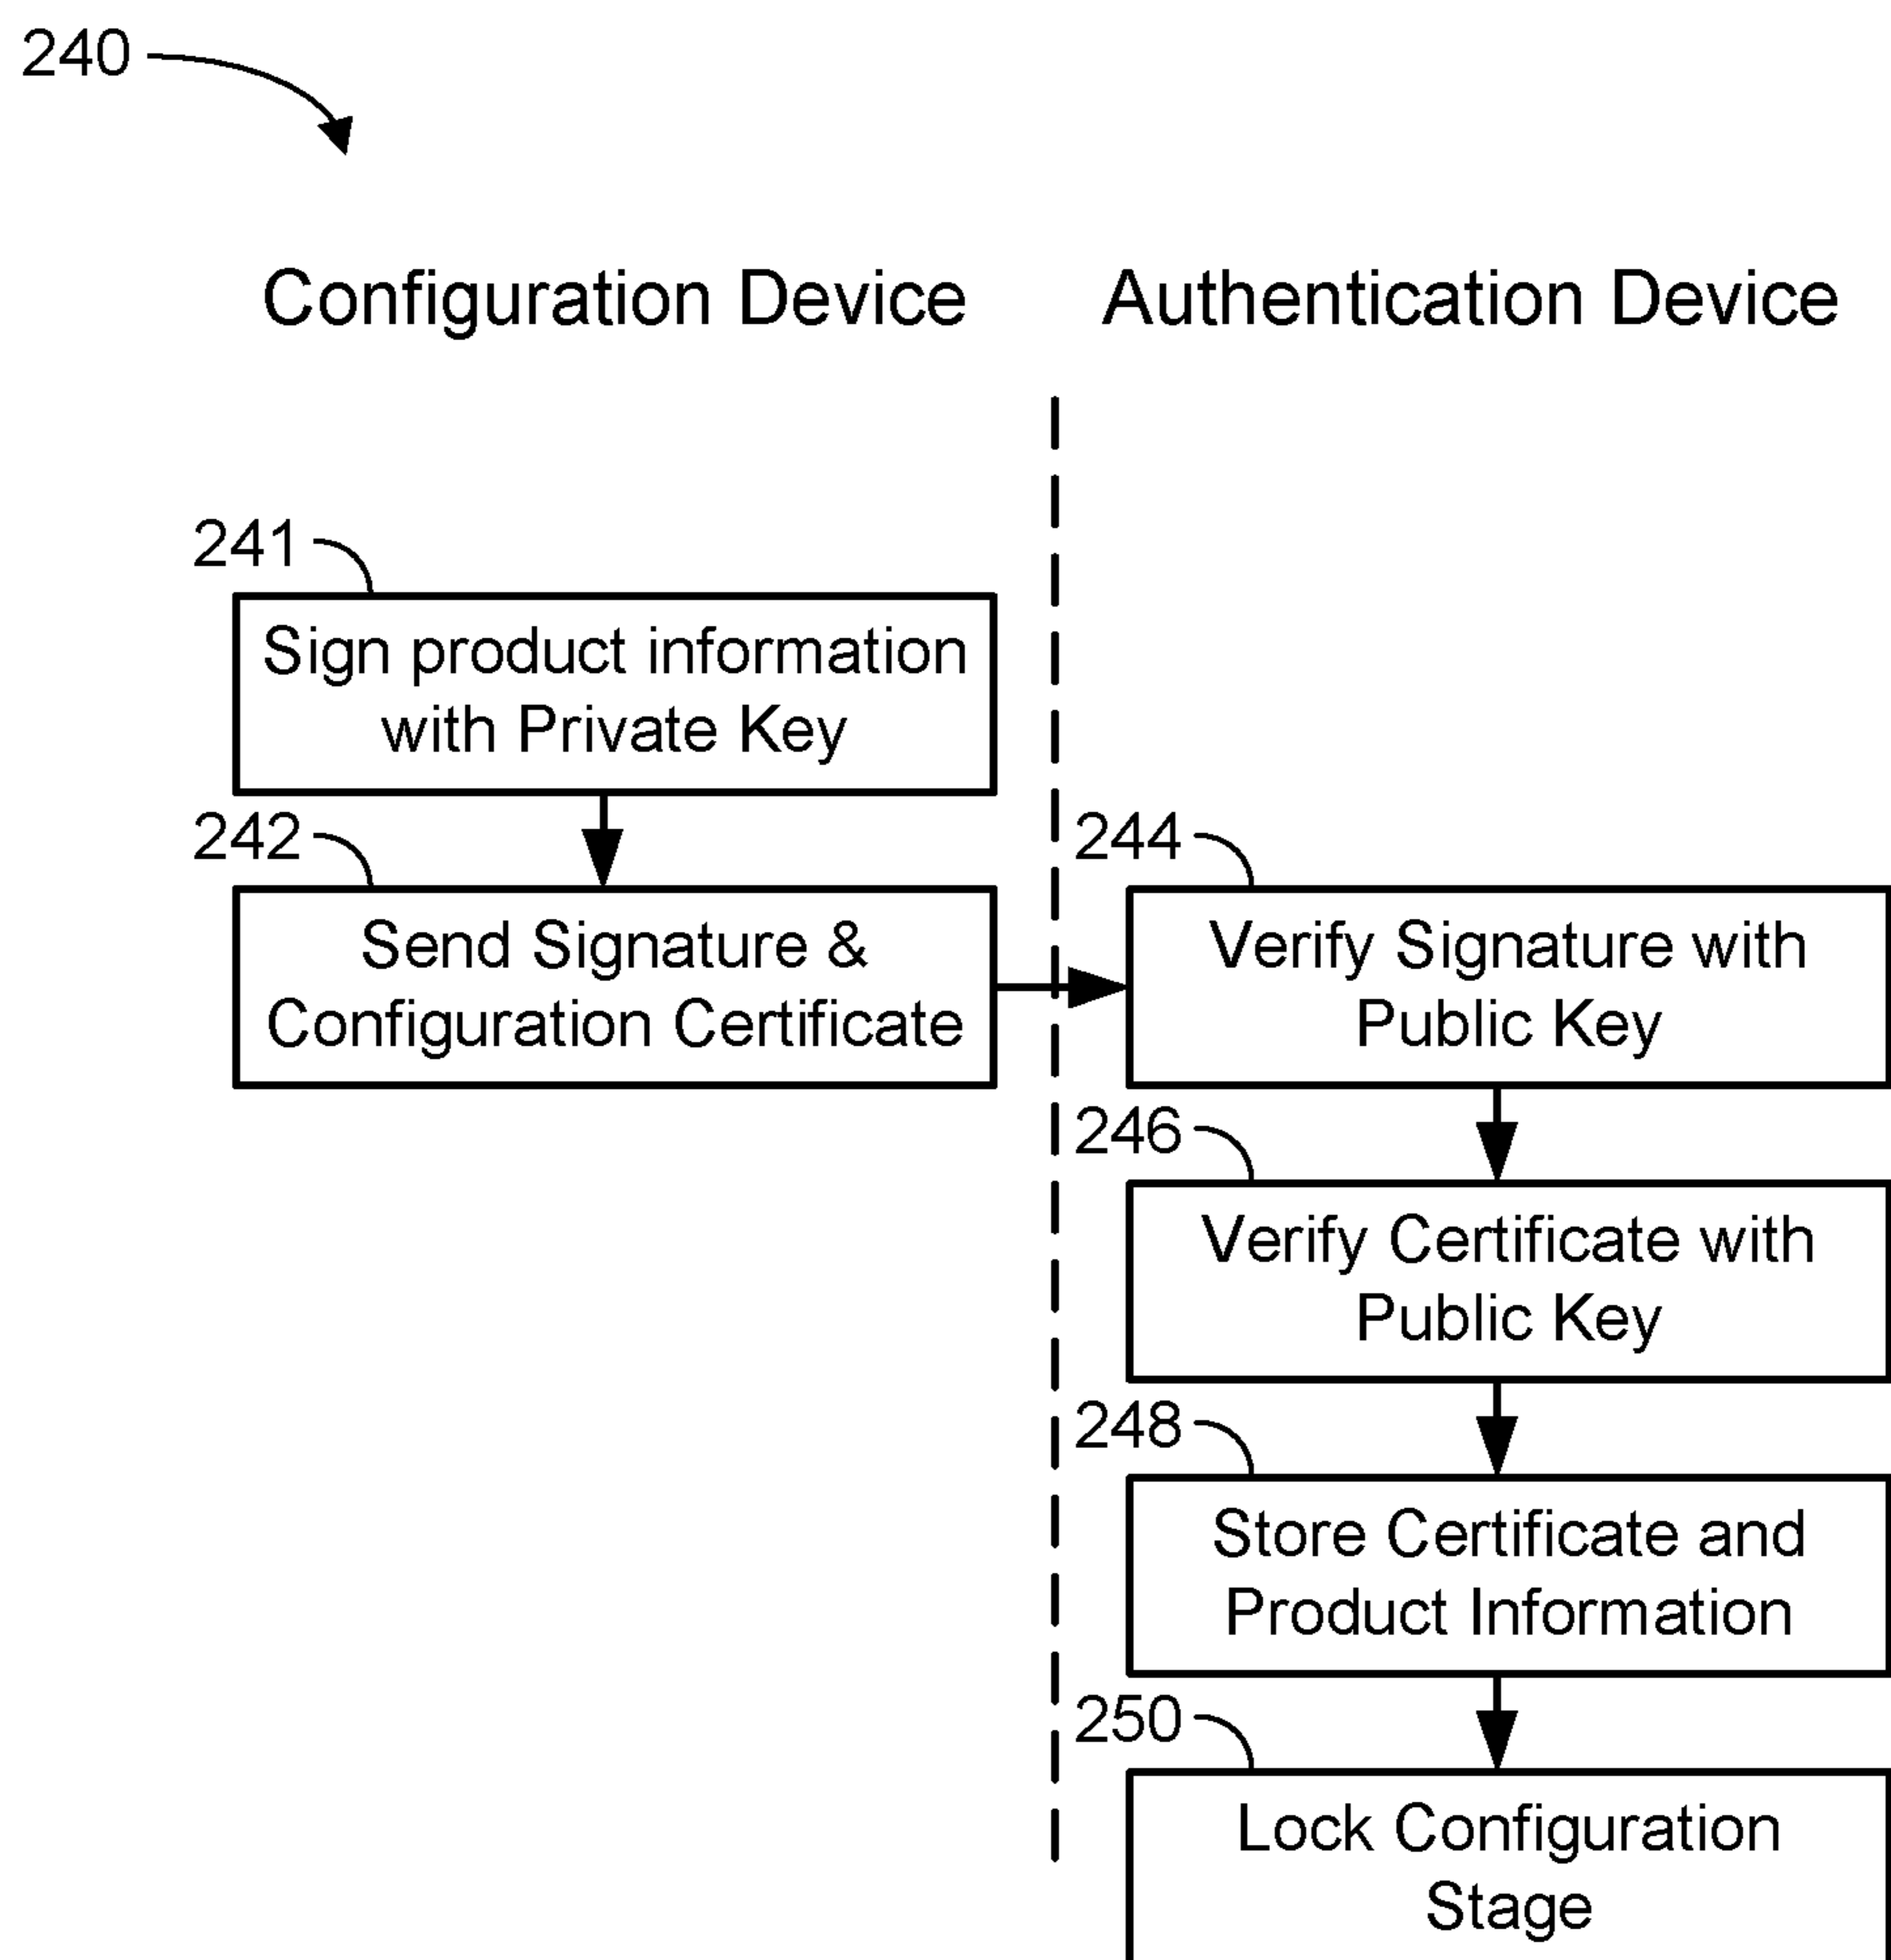 240
Configuration Device
Authentication Device
241
Sign product information
with Private Key
242
Send Signature &
Configuration Certificate
244
Verify Signature with
Public Key
246
Verify Certificate with
Public Key
248
Store Certificate and
Product Information
250
Lock Configuration
Stage